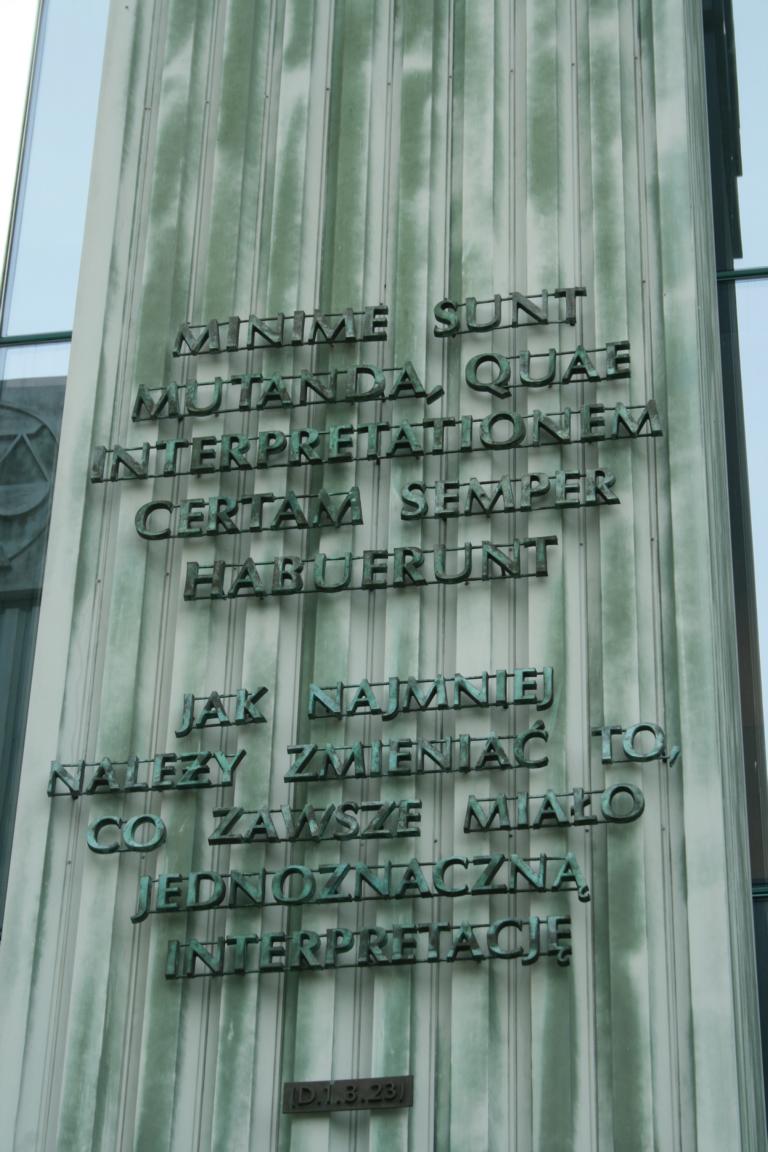 MINIME SUNT
MUTANDA, QUAE
INTERPRETATIONEM
CERTAM SEMPER
HABUERUNT
JAK NAJMNIEJ
NALEŻY ZMIENIAĆ TO,
CO ZAWSZE MIAŁO
JEDNOZNACZNĄ
INTERPRETACJĘ
(D.1.3.23)